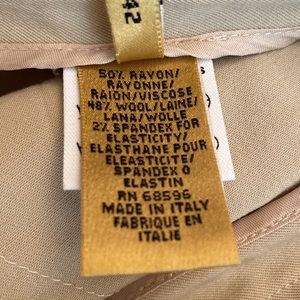 42
50% RAYON/
RAYONNE/
RAION/VISCOSE
48% WOOL/LAINE/
LANA/WOLLE
2% SPANDEX FOR
ELASTICITY/
ELASTHANE POUR
ELEASTICITE/
SPANDEX O
ELASTIN
RN 68596
MADE IN ITALY
FABRIQUE EN
ITALIE